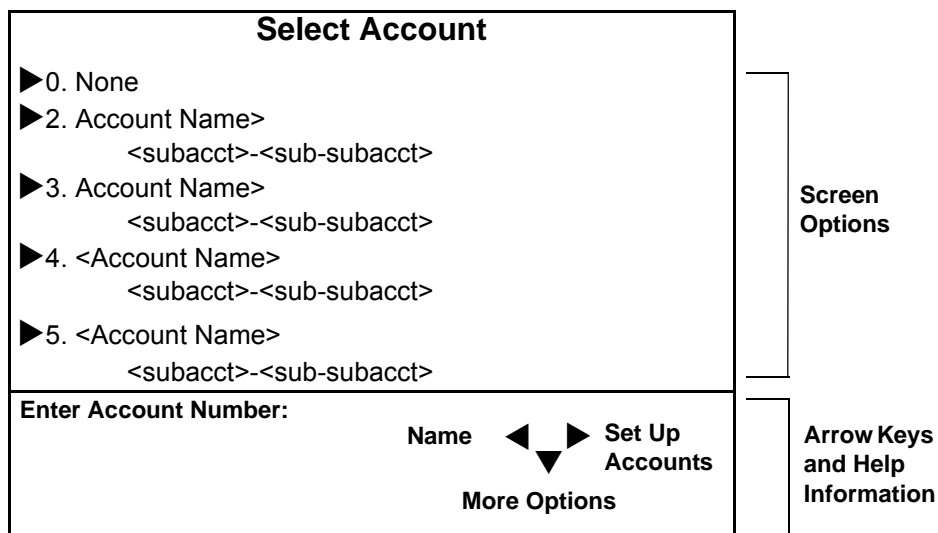 Select Account
▶0. None
▶2. Account Name>
<subacct>-<sub-subacct>
▶3. Account Name>
<subacct>-<sub-subacct>
▶4. <Account Name>
<subacct>-<sub-subacct>
▶5. <Account Name>
<subacct>-<sub-subacct>
Screen
Options
Enter Account Number:
Name ◀ ▶ Set Up
▼ Accounts
More Options
Arrow Keys
and Help
Information